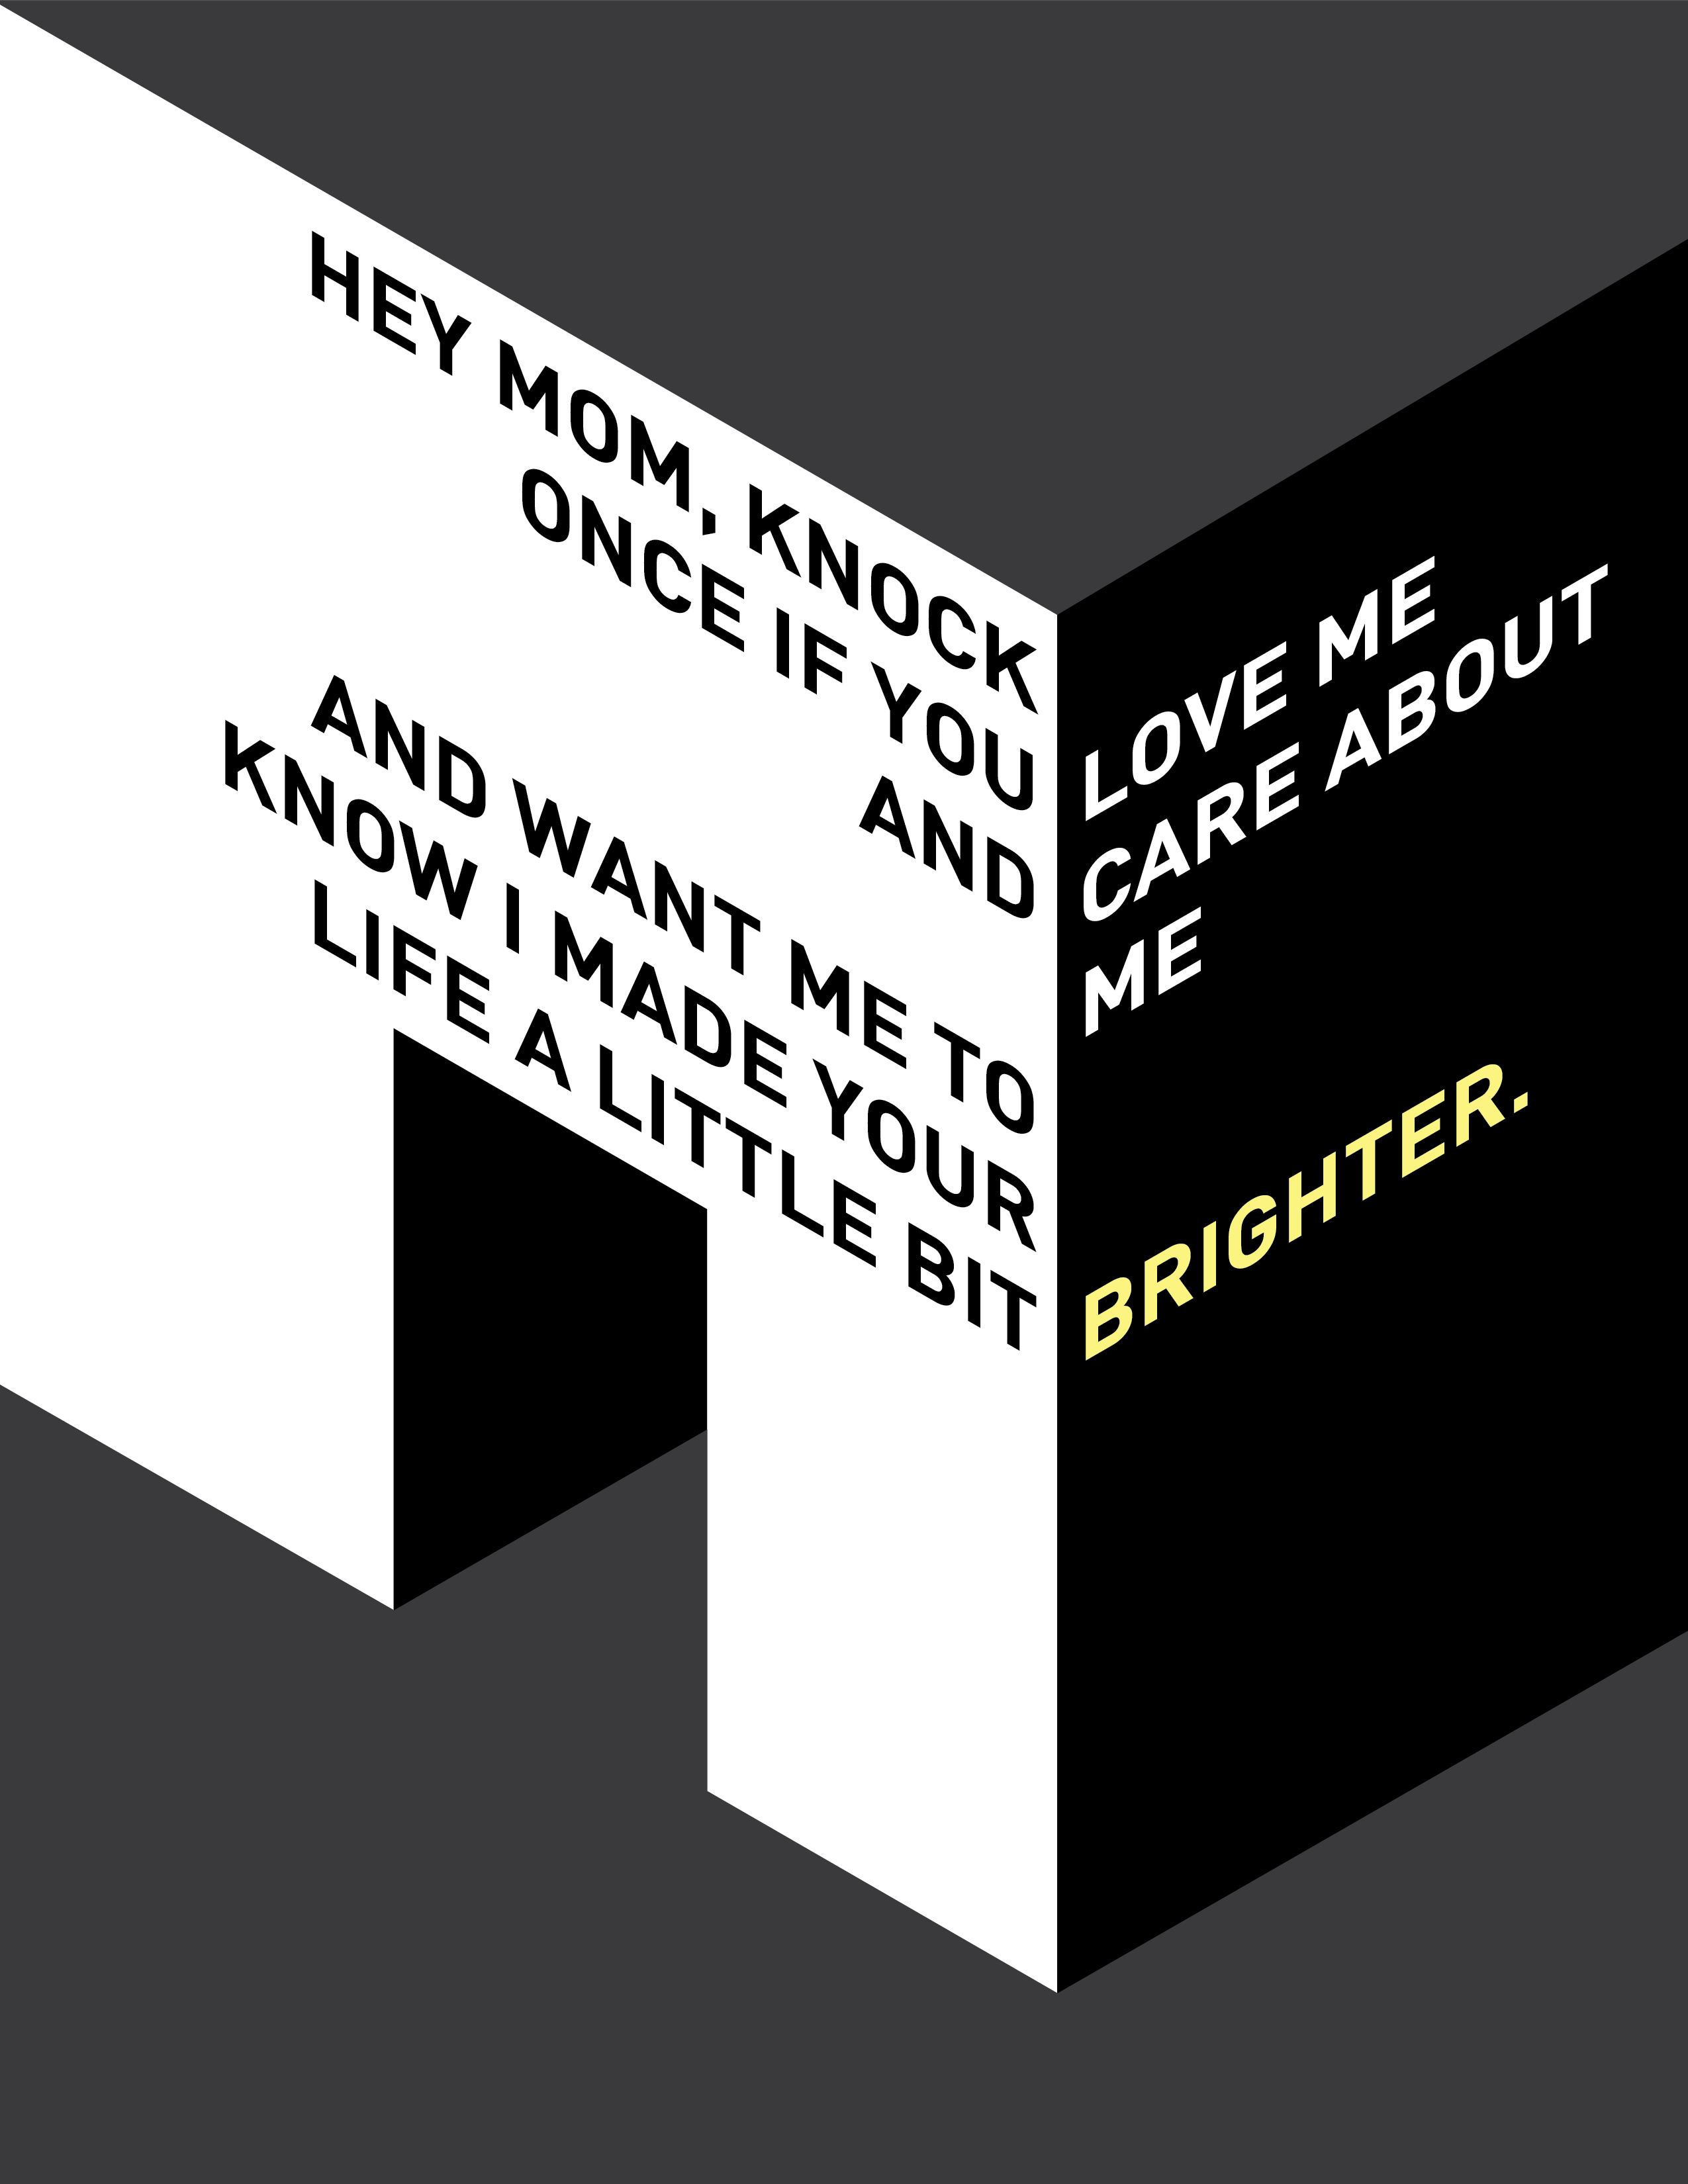 HEY MOM, KNOCK
ONCE IF YOU LOVE ME
AND CARE ABOUT
ME
AND WANT ME TO
KNOW I MADE YOUR
LIFE A LITTLE BIT BRIGHTER.